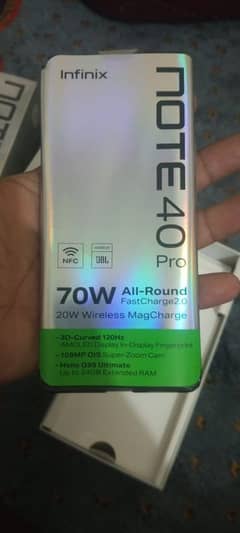 Infinix
NOTE 40
Pro
NFC
JBL
70W All-Round
FastCharge2.0
20W Wireless MagCharge
• 3D-Curved 120Hz
AMOLED Display In-Display Fingerprint
• 108MP OIS Super-Zoom Cam
• Helio G99 Ultimate
Up to 24GB Extended RAM
NOTE